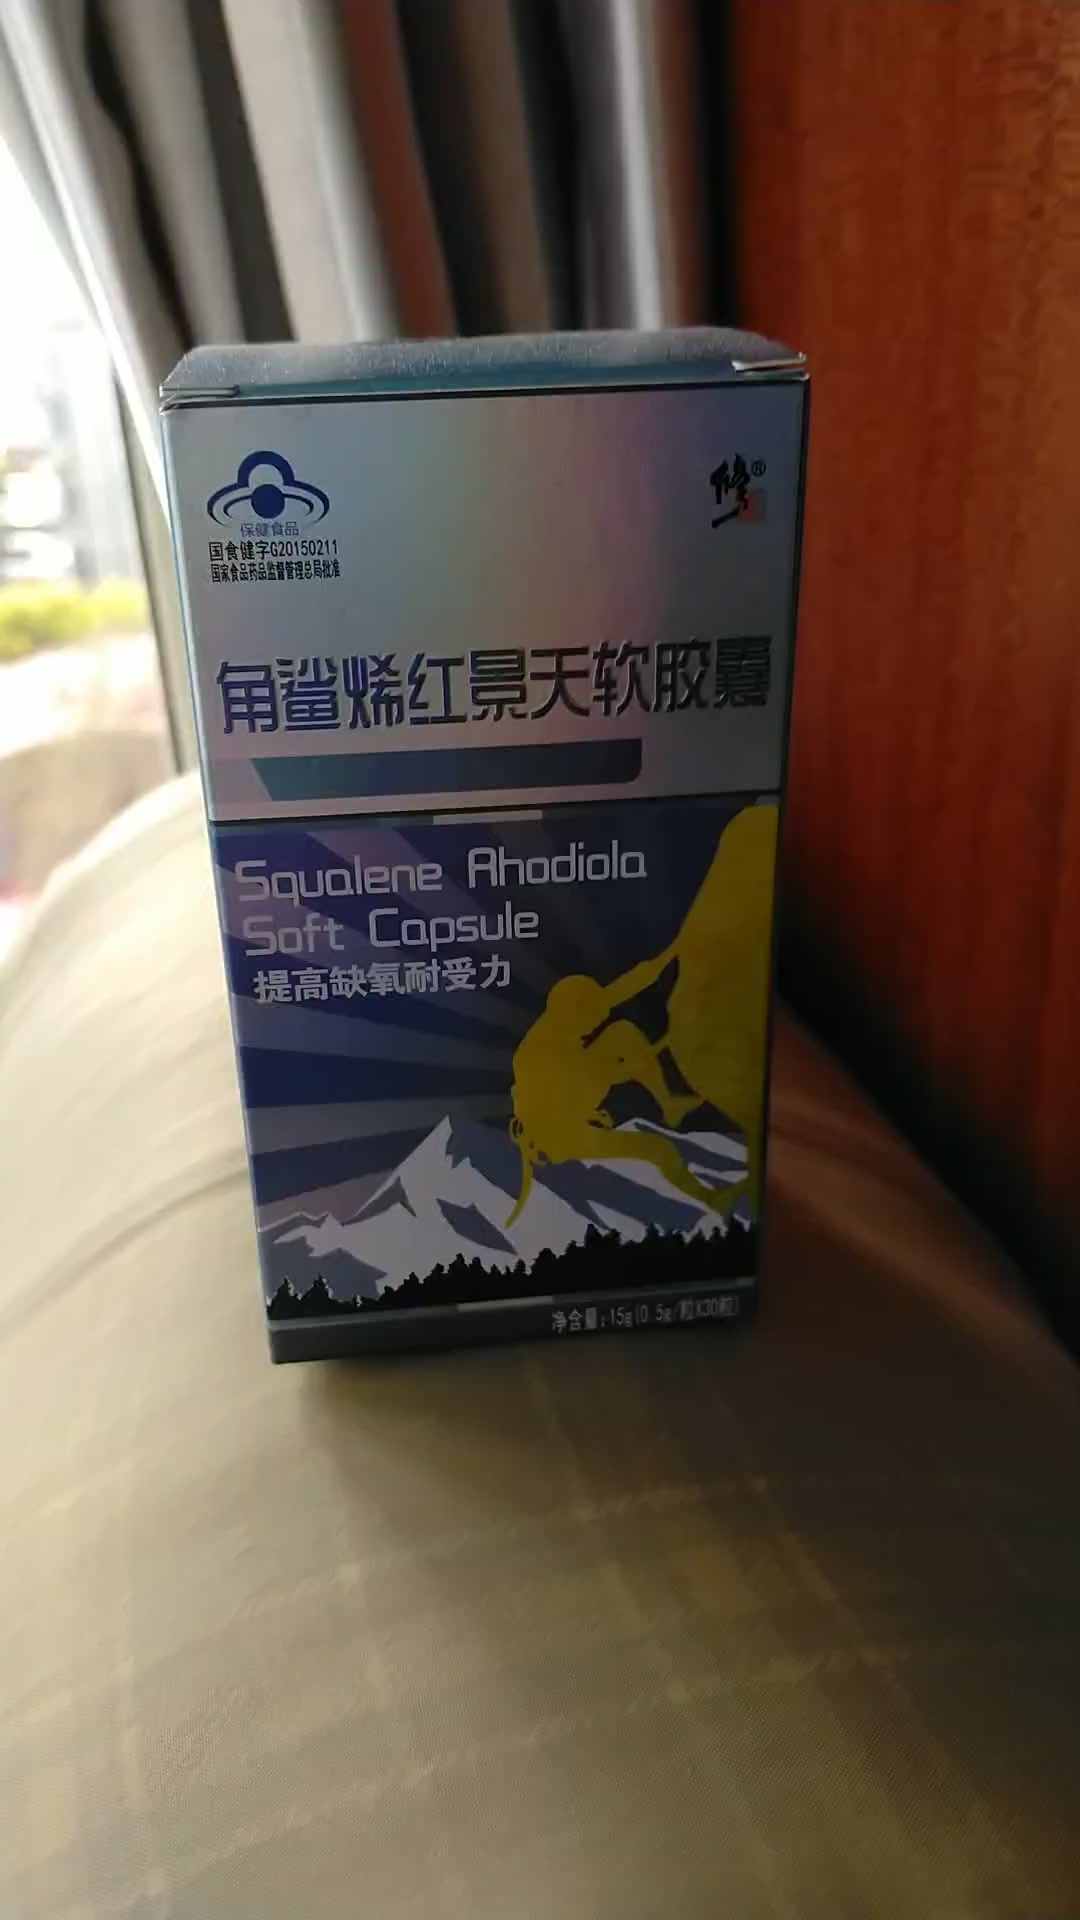 保健食品
国食健字G20150211
国家食品药品监督管理总局批准
修®
角鲨烯红景天软胶囊
Squalene Rhodiola
Soft Capsule
提高缺氧耐受力
净含量:15g(0.5g/粒X30粒)